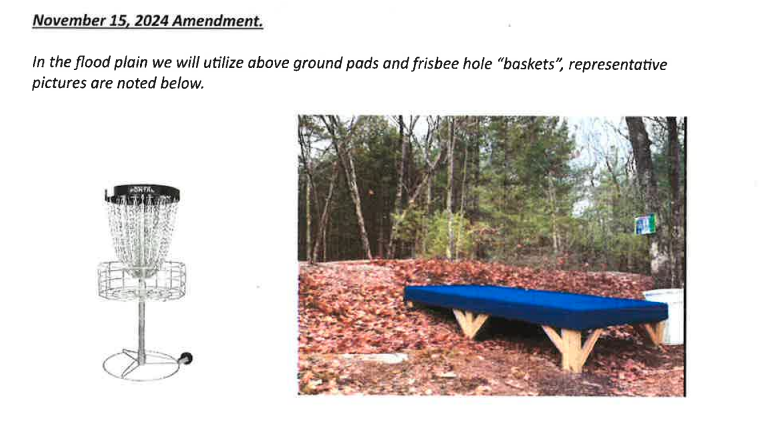 November 15, 2024 Amendment.
In the flood plain we will utilize above ground pads and frisbee hole “baskets”, representative
pictures are noted below.
PORTAL